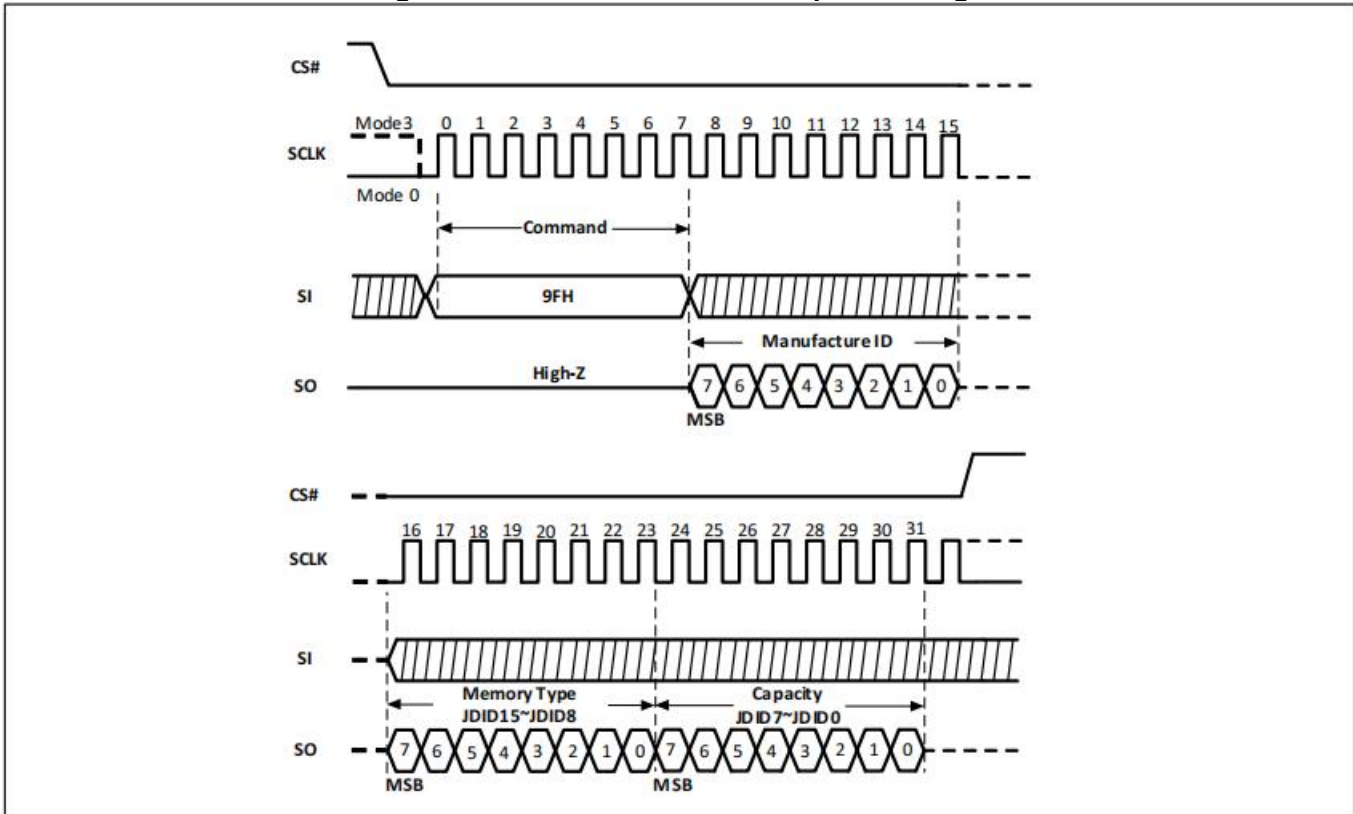 CS#
Mode3 0 1 2 3 4 5 6 7 8 9 10 11 12 13 14 15
SCLK
Mode 0
Command
SI 9FH
Manufacture ID
SO High-Z 7 6 5 4 3 2 1 0
MSB
CS#
16 17 18 19 20 21 22 23 24 25 26 27 28 29 30 31
SCLK
SI
Memory Type Capacity
JDID15~JDID8 JDID7~JDID0
SO 7 6 5 4 3 2 1 0 7 6 5 4 3 2 1 0
MSB MSB